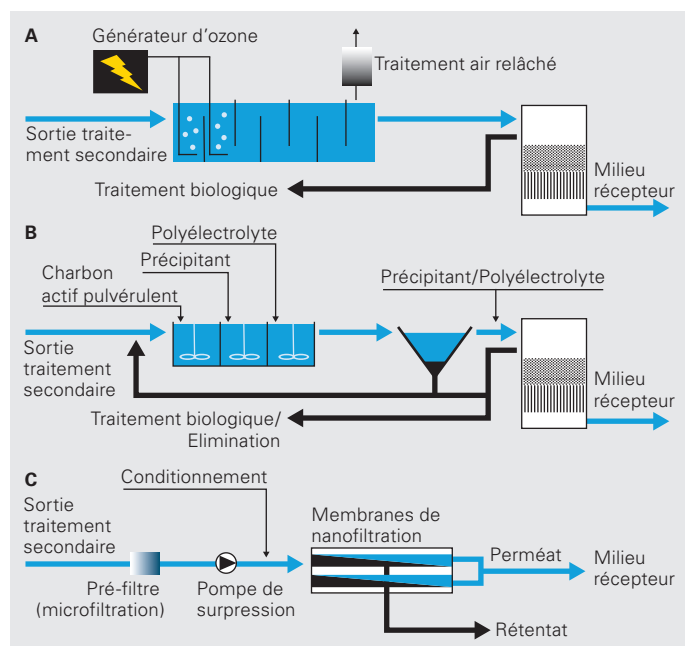 A
Générateur d'ozone
Traitement air relâché
Sortie traite-
ment secondaire
Traitement biologique
Milieu
récepteur
B
Polyélectrolyte
Précipitant
Charbon
actif pulvérulent
Précipitant/Polyélectrolyte
Sortie
traitement
secondaire
Milieu
récepteur
Traitement biologique/
Elimination
C
Conditionnement
Sortie
traitement
secondaire
Membranes de
nanofiltration
Perméat
Milieu
récepteur
Pré-filtre
(microfiltration)
Pompe de
surpression
Rétentat